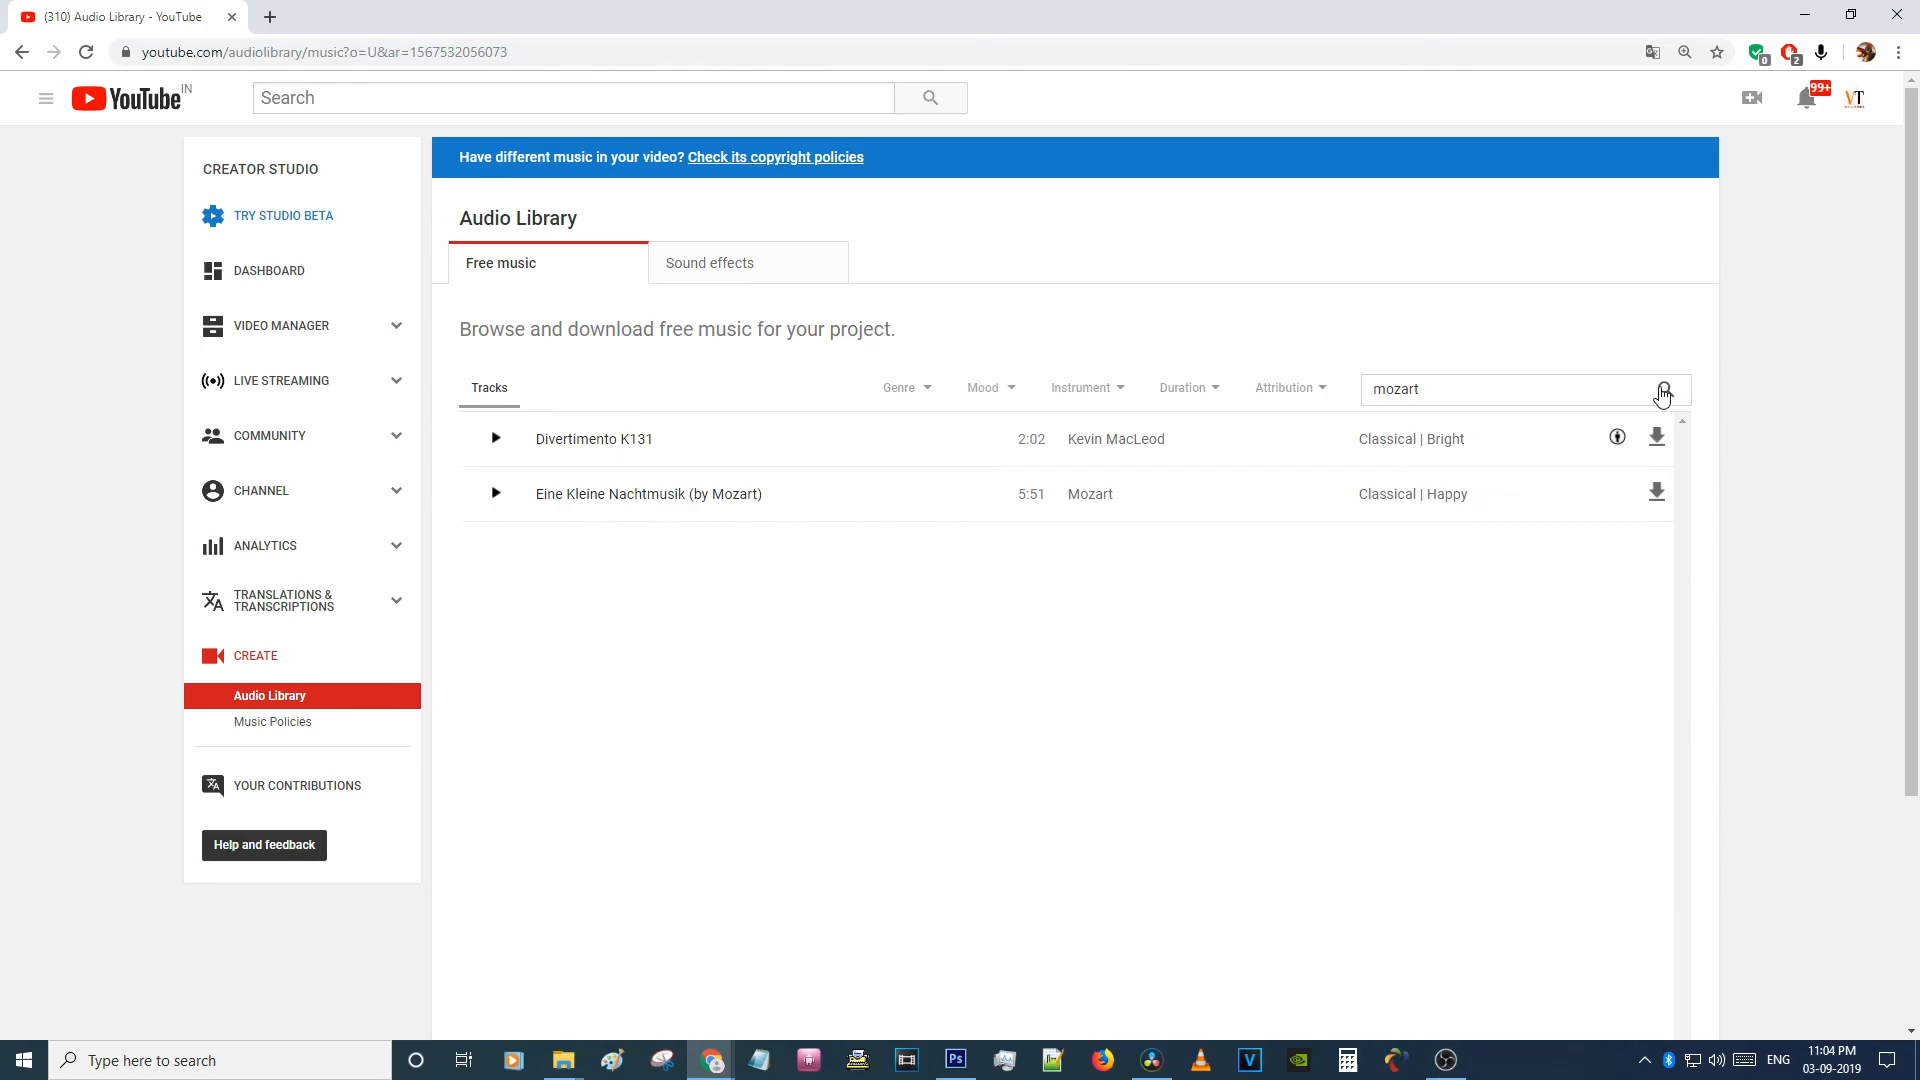 (310) Audio Library - YouTube
youtube.com/audiolibrary/music?o=U&ar=1567532056073
0
2
YouTube IN
Search
99+
VT
Have different music in your video? Check its copyright policies
CREATOR STUDIO
TRY STUDIO BETA
DASHBOARD
VIDEO MANAGER
LIVE STREAMING
COMMUNITY
CHANNEL
ANALYTICS
TRANSLATIONS &
TRANSCRIPTIONS
CREATE
Audio Library
Music Policies
YOUR CONTRIBUTIONS
Help and feedback
Audio Library
Free music
Sound effects
Browse and download free music for your project.
Tracks
Genre
Mood
Instrument
Duration
Attribution
mozart
Divertimento K131 2:02 Kevin MacLeod Classical | Bright
Eine Kleine Nachtmusik (by Mozart) 5:51 Mozart Classical | Happy
Type here to search
Ps
V
ENG
11:04 PM
03-09-2019